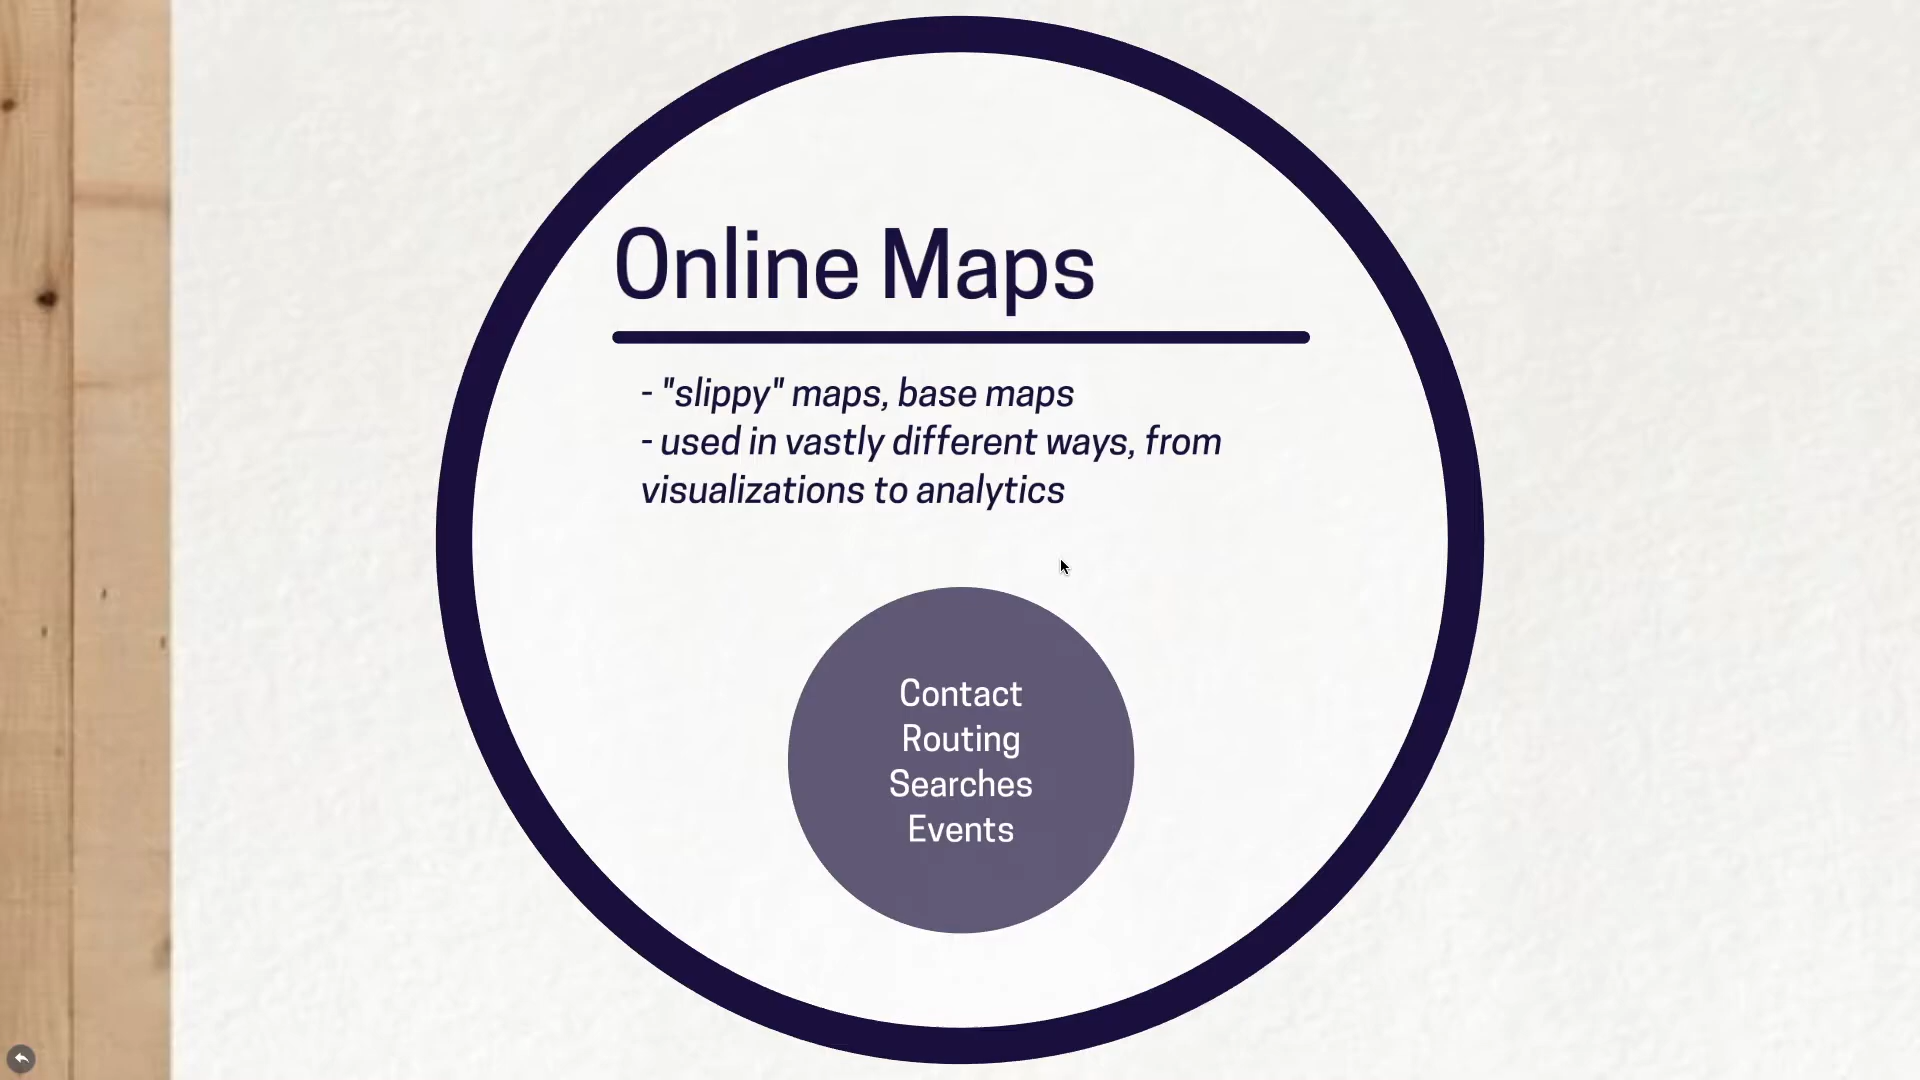 Online Maps
- "slippy" maps, base maps
- used in vastly different ways, from
visualizations to analytics
Contact
Routing
Searches
Events